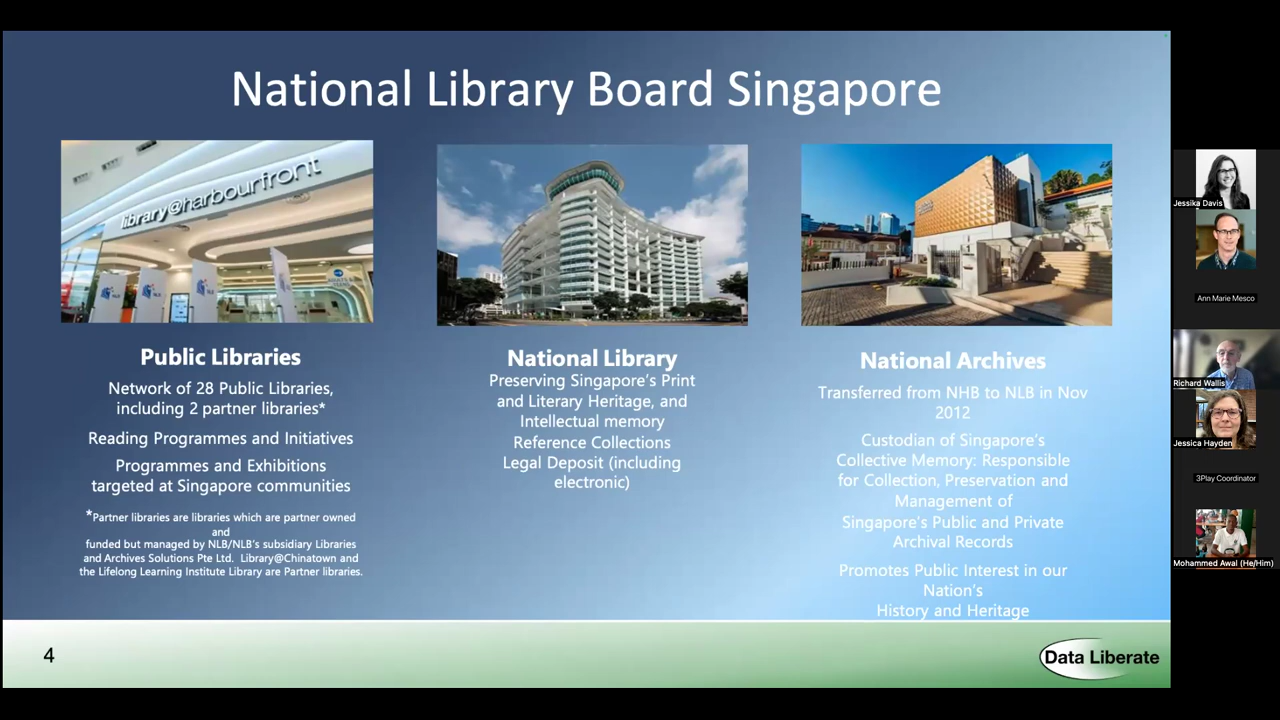 National Library Board Singapore
library@harbourfront
NLB
NLB
Public Libraries
Network of 28 Public Libraries,
including 2 partner libraries*
Reading Programmes and Initiatives
Programmes and Exhibitions
targeted at Singapore communities
*Partner libraries are libraries which are partner owned
and
funded but managed by NLB/NLB's subsidiary Libraries
and Archives Solutions Pte Ltd. Library@Chinatown and
the Lifelong Learning Institute Library are Partner libraries.
National Library
Preserving Singapore's Print
and Literary Heritage, and
Intellectual memory
Reference Collections
Legal Deposit (including
electronic)
National Archives
Transferred from NHB to NLB in Nov
2012
Custodian of Singapore's
Collective Memory: Responsible
for Collection, Preservation and
Management of
Singapore's Public and Private
Archival Records
Promotes Public Interest in our
Nation's
History and Heritage
4
Data Liberate
Jessika Davis
Ann Marie Mesco
Richard Wallis
Jessica Hayden
3Play Coordinator
Mohammed Awal (He/Him)